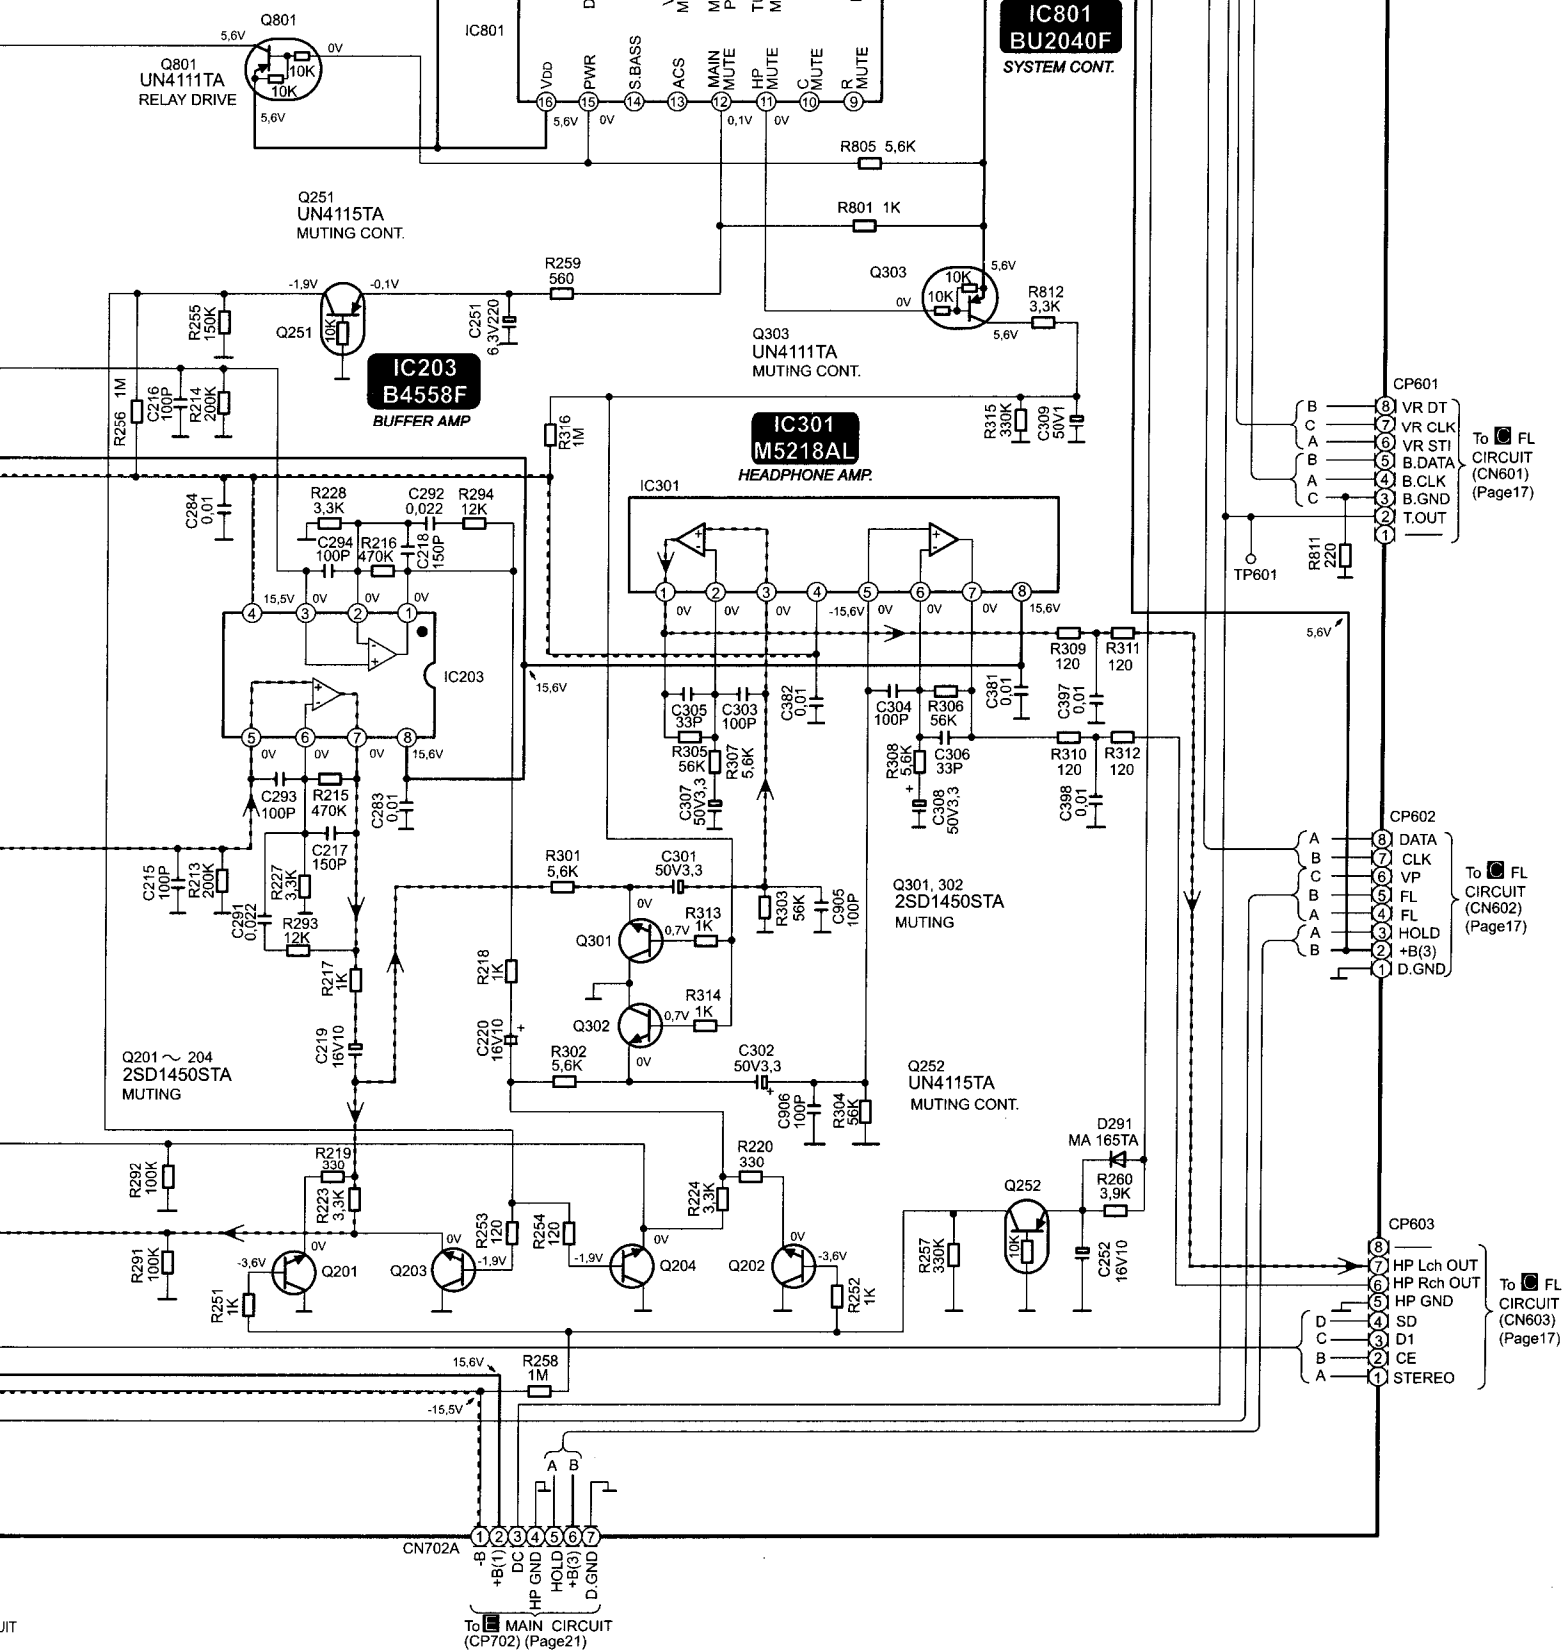 Q801
5,6V
0V
Q801
UN4111TA
RELAY DRIVE
10K
10K
5,6V
IC801
VDD
PWR
S.BASS
ACS
MAIN MUTE
HP MUTE
C MUTE
R MUTE
16 15 14 13 12 11 10 9
5,6V
0V
0,1V
0V
IC801
BU2040F
SYSTEM CONT.
R805 5,6K
R801 1K
Q251
UN4115TA
MUTING CONT.
-1,9V
-0,1V
Q251
10K
R259
560
C251
6,3V220
R255
150K
R256 1M
C216
100P
R214
200K
Q303
10K
10K
0V
5,6V
5,6V
R812
3,3K
Q303
UN4111TA
MUTING CONT.
IC203
B4558F
BUFFER AMP
R316
1M
R315
330K
C309
50V1
IC301
M5218AL
HEADPHONE AMP.
CP601
B
C
A
B
A
C
8 VR DT
7 VR CLK
6 VR STI
5 B.DATA
4 B.CLK
3 B.GND
2 T.OUT
1
To C FL
CIRCUIT
(CN601)
(Page17)
R811
220
TP601
C284
0,01
R228
3,3K
C292
0,022
R294
12K
C294
100P
R216
470K
C218
150P
15,5V
0V
0V
0V
4 3 2 1
IC203
5 6 7 8
0V
0V
0V
15,6V
IC301
1 2 3 4 5 6 7 8
0V
0V
0V
-15,6V
0V
0V
0V
15,6V
15,6V
5,6V
R309
120
R311
120
C305
33P
C303
100P
C382
0,01
C304
100P
R306
56K
C381
0,01
C397
0,01
R305
56K
R307
5,6K
C307
50V3,3
R308
5,6K
C306
33P
C308
50V3,3
+
R310
120
R312
120
C398
0,01
C293
100P
R215
470K
C283
0,01
C217
150P
C215
100P
R213
200K
R227
3,3K
C291
0,022
R293
12K
R217
1K
C219
16V10
R301
5,6K
C301
50V3,3
R303
56K
C905
100P
0V
Q301
0,7V
R313
1K
Q302
0,7V
R314
1K
0V
Q301, 302
2SD1450STA
MUTING
R218
1K
C220
16V10
+
R302
5,6K
C302
50V3,3
+
C906
100P
R304
56K
CP602
A
B
C
B
A
A
B
8 DATA
7 CLK
6 VP
5 FL
4 FL
3 HOLD
2 +B(3)
1 D.GND
To C FL
CIRCUIT
(CN602)
(Page17)
Q201 ～ 204
2SD1450STA
MUTING
Q252
UN4115TA
MUTING CONT.
D291
MA 165TA
R260
3,9K
Q252
10K
C252
16V10
R257
330K
R292
100K
R291
100K
R219
330
R223
3,3K
0V
-3,6V
Q201
R251
1K
0V
Q203
-1,9V
R253
120
R254
120
-1,9V
0V
Q204
R224
3,3K
R220
330
0V
Q202
-3,6V
R252
1K
CP603
8
7 HP Lch OUT
6 HP Rch OUT
5 HP GND
4 SD
3 D1
2 CE
1 STEREO
D
C
B
A
To C FL
CIRCUIT
(CN603)
(Page17)
15,6V
R258
1M
-15,5V
A B
CN702A
1 2 3 4 5 6 7
-B
+B(1)
DC
HP GND
HOLD
+B(3)
D.GND
To E MAIN CIRCUIT
(CP702) (Page21)
UIT